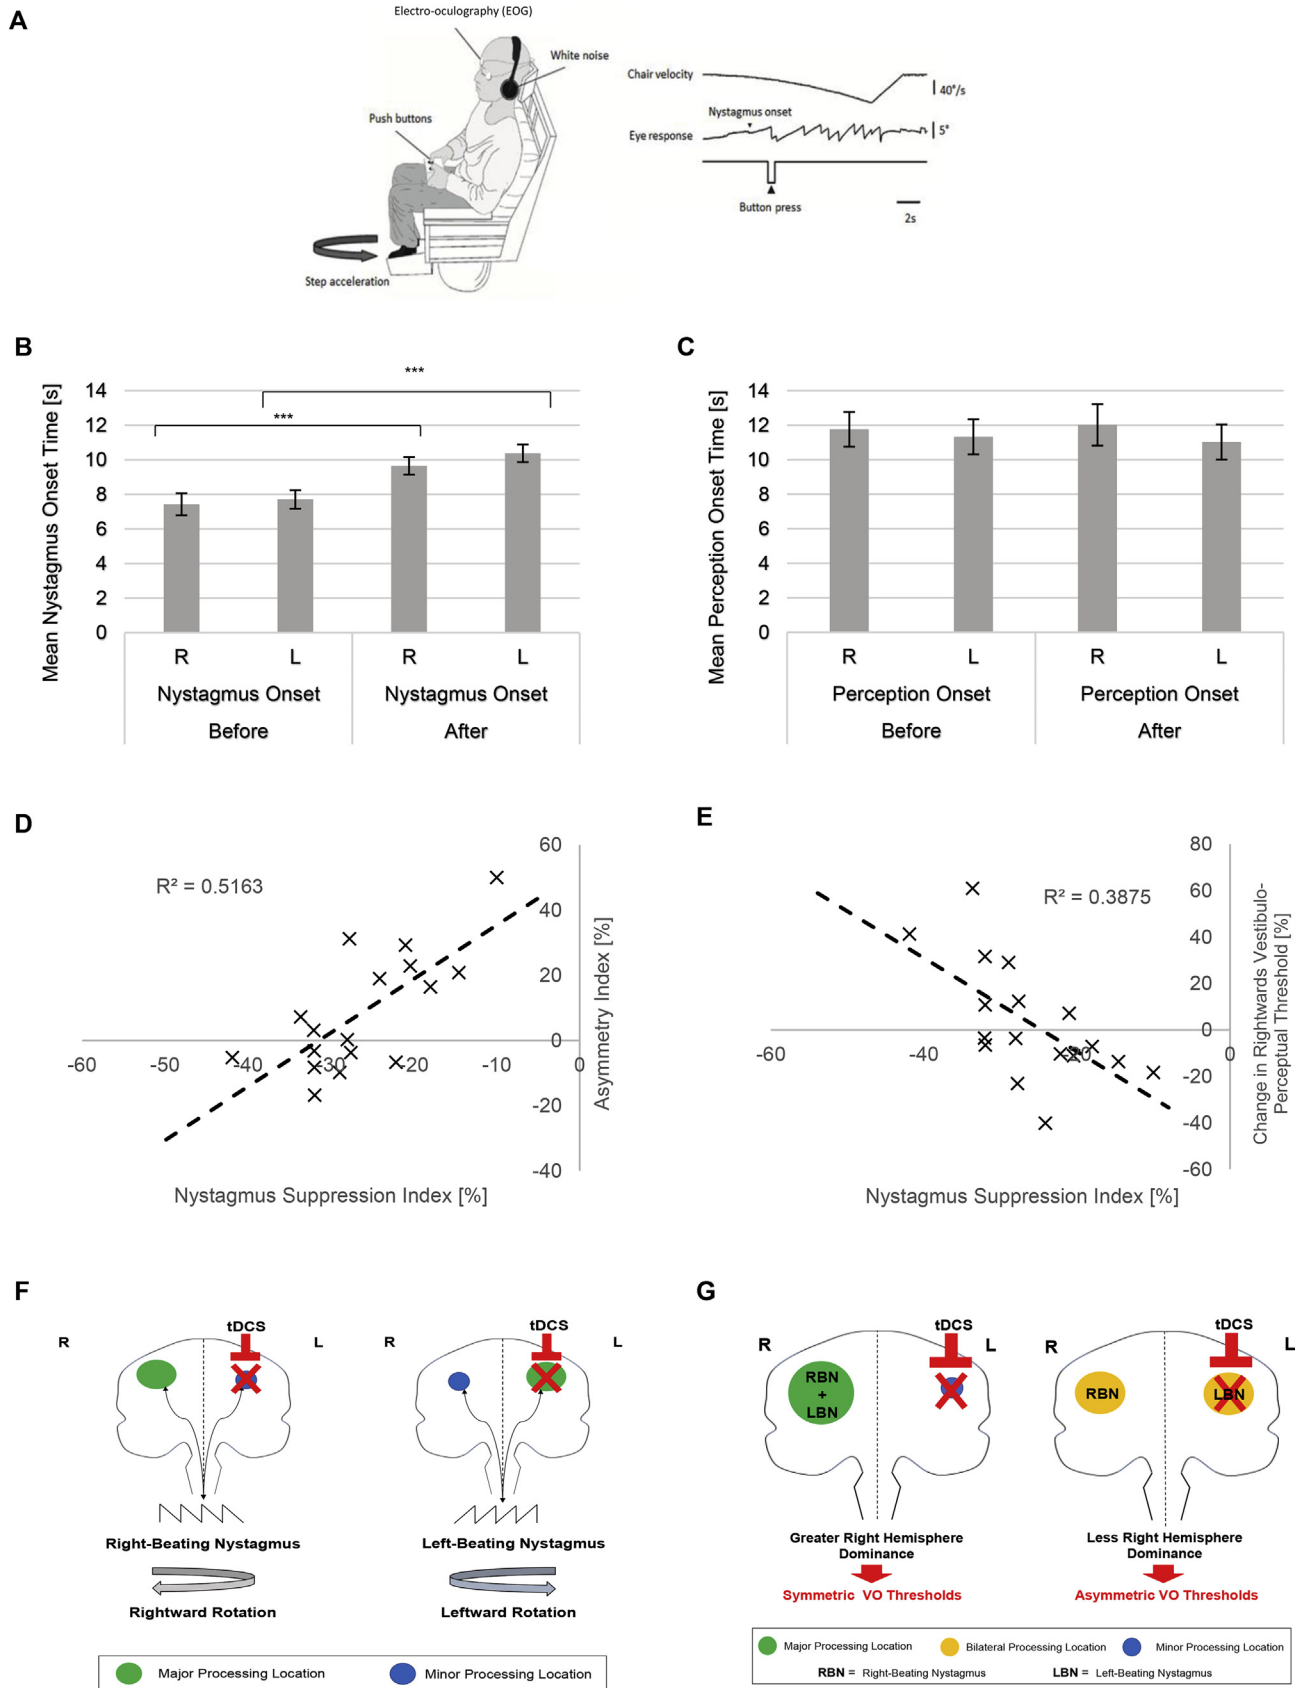 A
Electro-oculography (EOG)
White noise
Push buttons
Step acceleration
Chair velocity
40°/s
Nystagmus onset
Eye response
5°
Button press
2s
B
Mean Nystagmus Onset Time [s]
14
12
10
8
6
4
2
0
***
***
R
L
R
L
Nystagmus Onset
Nystagmus Onset
Before
After
C
Mean Perception Onset Time [s]
14
12
10
8
6
4
2
0
R
L
R
L
Perception Onset
Perception Onset
Before
After
D
R² = 0.5163
60
40
20
0
-20
-40
-60
-50
-40
-30
-20
-10
0
Asymmetry Index [%]
Nystagmus Suppression Index [%]
E
R² = 0.3875
80
60
40
20
0
-20
-40
-60
-60
-40
-20
0
Change in Rightwards Vestibulo-
Perceptual Threshold [%]
Nystagmus Suppression Index [%]
F
R
tDCS
L
R
tDCS
L
Right-Beating Nystagmus
Left-Beating Nystagmus
Rightward Rotation
Leftward Rotation
Major Processing Location
Minor Processing Location
G
R
tDCS
L
RBN
+
LBN
R
tDCS
L
RBN
LBN
Greater Right Hemisphere
Dominance
Less Right Hemisphere
Dominance
Symmetric VO Thresholds
Asymmetric VO Thresholds
Major Processing Location
Bilateral Processing Location
Minor Processing Location
RBN = Right-Beating Nystagmus
LBN = Left-Beating Nystagmus